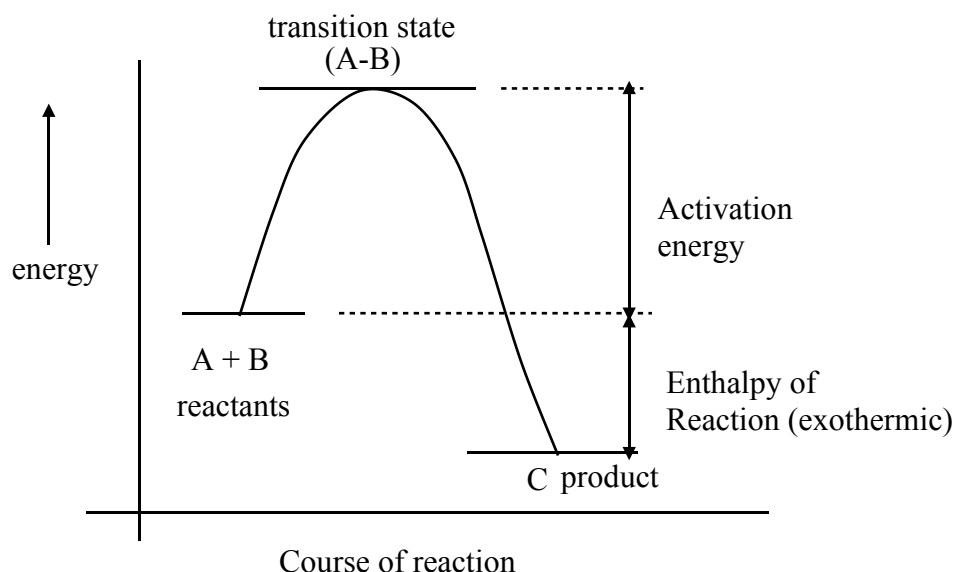 transition state
(A-B)
energy
Activation
energy
A + B
reactants
Enthalpy of
Reaction (exothermic)
C product
Course of reaction